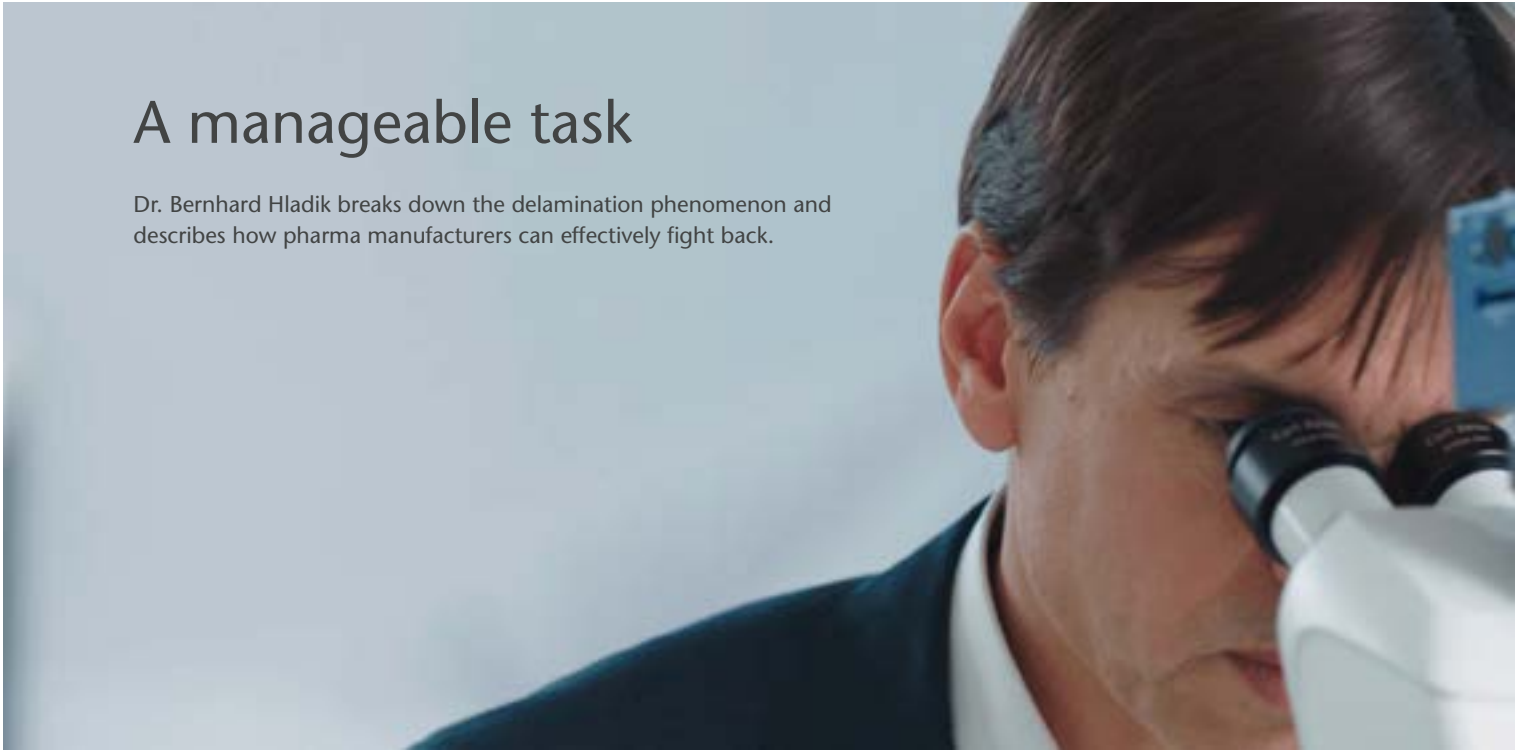 A manageable task
Dr. Bernhard Hladik breaks down the delamination phenomenon and
describes how pharma manufacturers can effectively fight back.